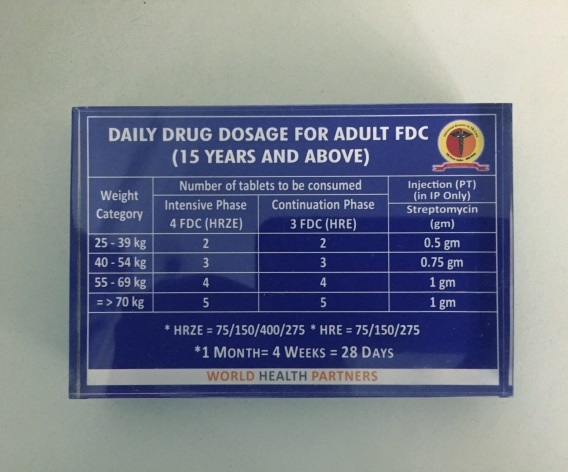 DAILY DRUG DOSAGE FOR ADULT FDC
(15 YEARS AND ABOVE)
Weight Category Number of tablets to be consumed Injection (PT) (in IP Only)
Intensive Phase 4 FDC (HRZE) Continuation Phase 3 FDC (HRE) Streptomycin (gm)
25 - 39 kg 2 2 0.5 gm
40 - 54 kg 3 3 0.75 gm
55 - 69 kg 4 4 1 gm
= > 70 kg 5 5 1 gm
* HRZE = 75/150/400/275 * HRE = 75/150/275
*1 MONTH= 4 WEEKS = 28 DAYS
WORLD HEALTH PARTNERS